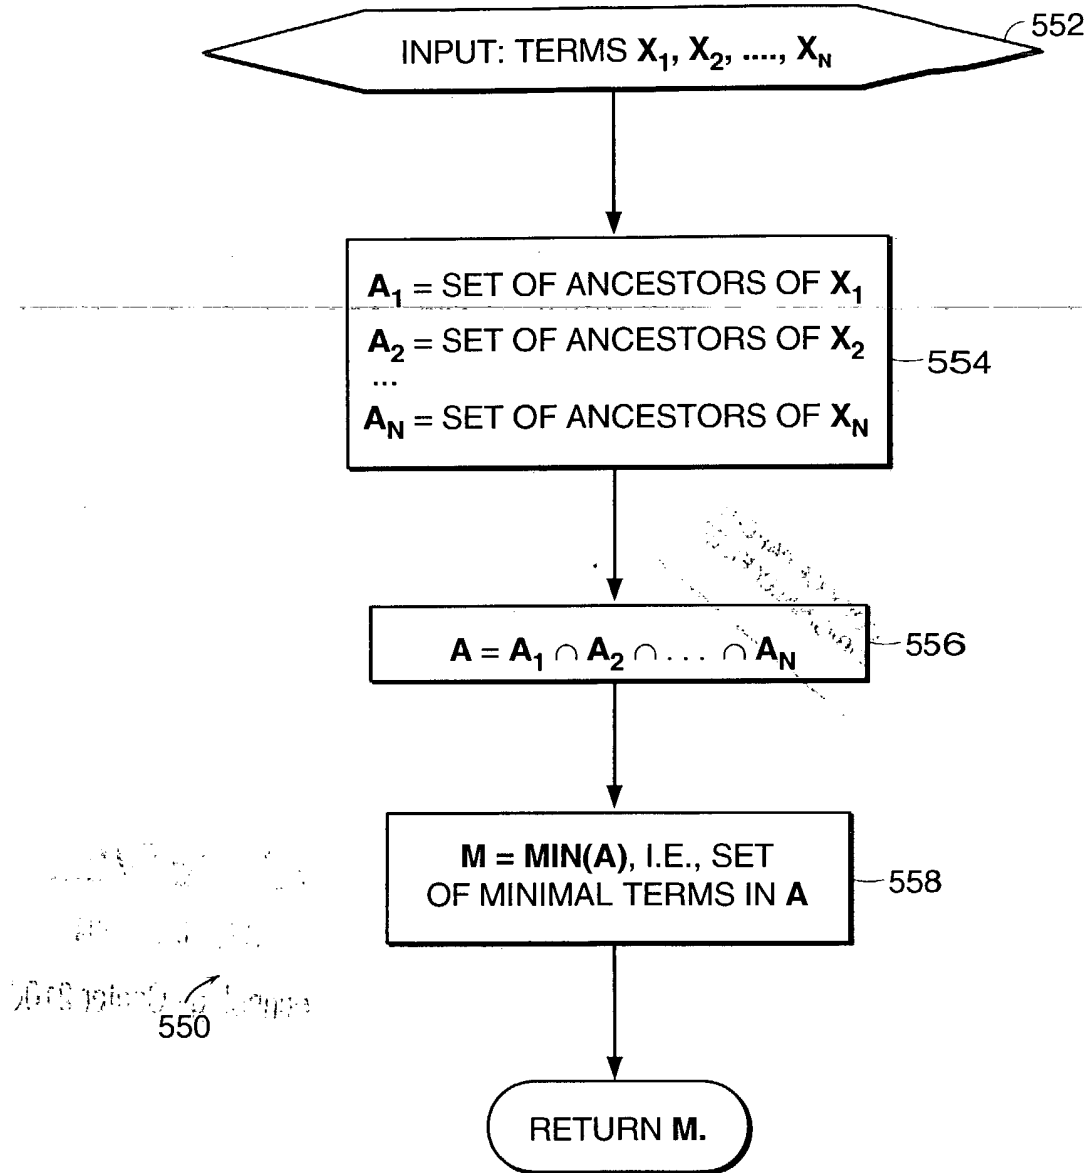 INPUT: TERMS X1, X2, ...., XN
552
A1 = SET OF ANCESTORS OF X1
A2 = SET OF ANCESTORS OF X2
...
AN = SET OF ANCESTORS OF XN
554
A = A1 ∩ A2 ∩ . . . ∩ AN
556
M = MIN(A), I.E., SET
OF MINIMAL TERMS IN A
558
550
RETURN M.